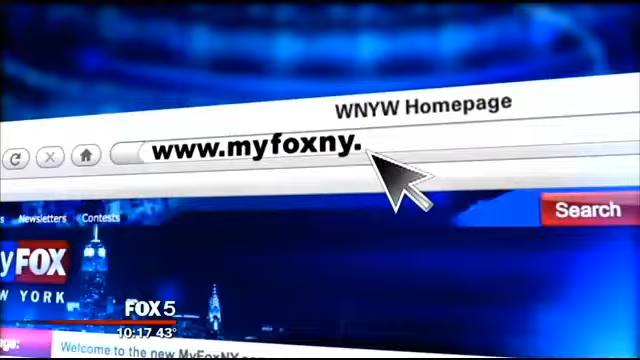 WNYW Homepage
www.myfoxny.
Search
Newsletters Contests
y FOX
W YORK
FOX 5
10:17 43°
Welcome to the new MyFoxNY